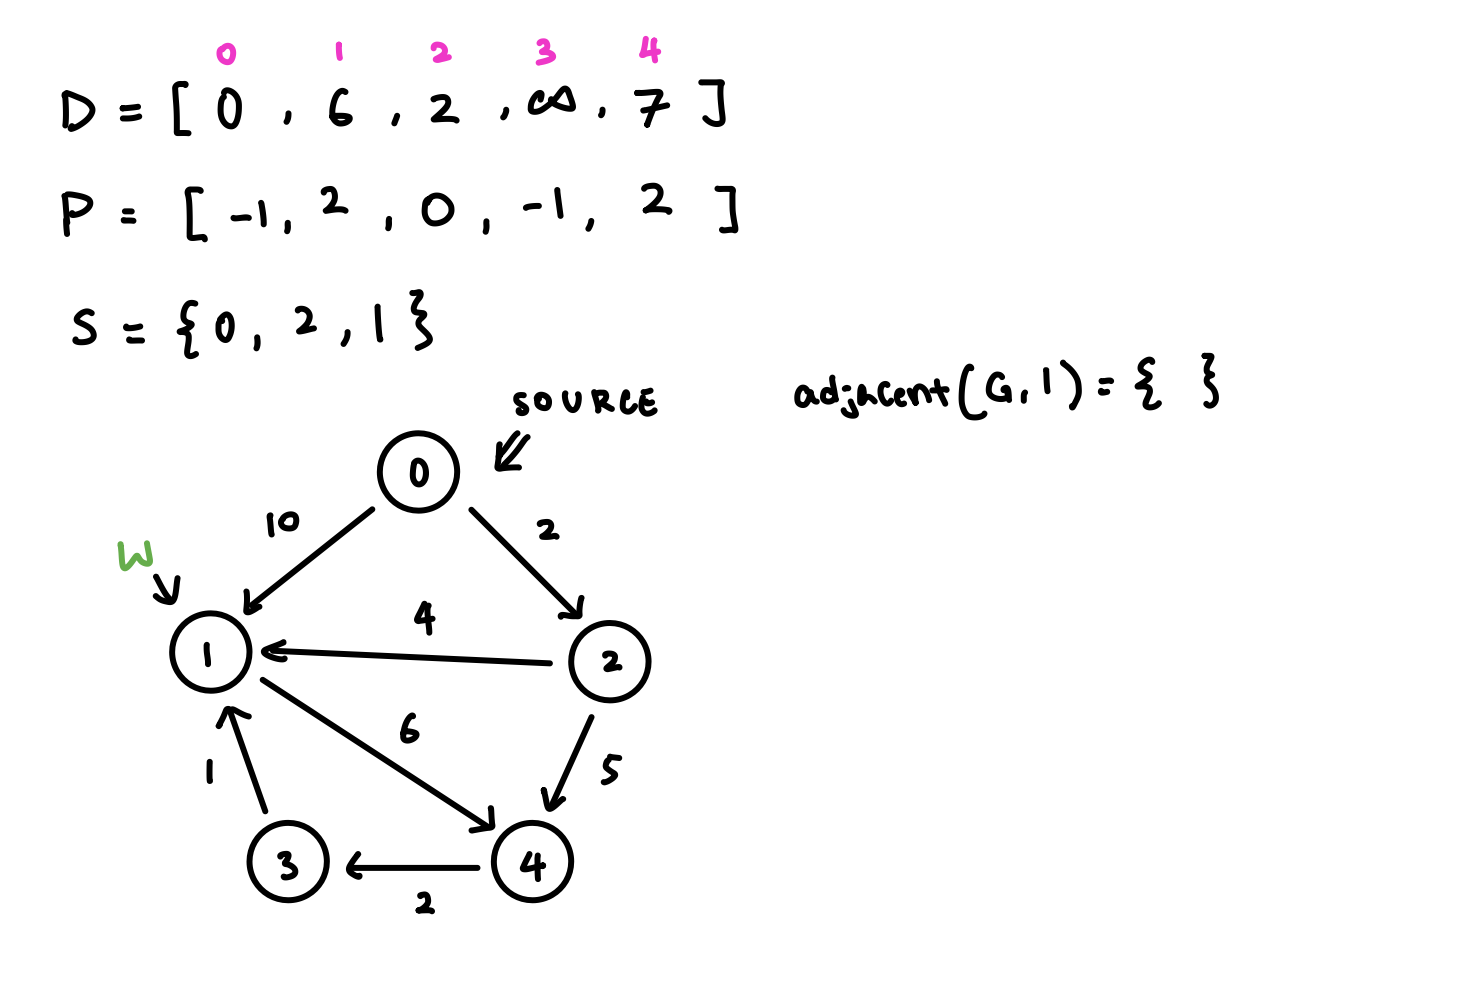 0 1 2 3 4
D = [ 0 , 6 , 2 , ∞ , 7 ]
P = [ -1 , 2 , 0 , -1 , 2 ]
S = { 0 , 2 , 1 }
adjacent(G, 1) = { }
SOURCE
0
10
2
W
4
1
2
6
5
1
3
4
2